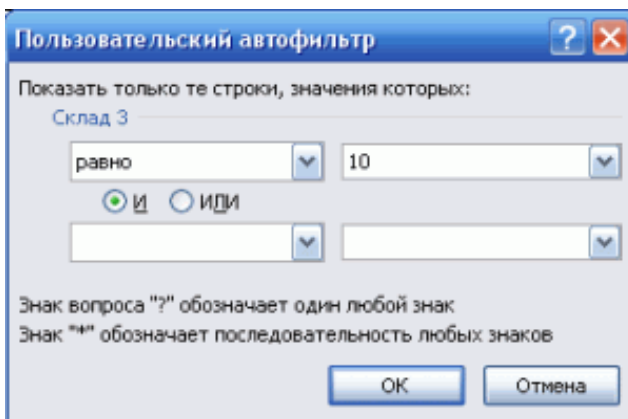 Пользовательский автофильтр ?
Показать только те строки, значения которых:
Склад 3
равно 10
И ИЛИ
Знак вопроса "?" обозначает один любой знак
Знак "*" обозначает последовательность любых знаков
ОК Отмена